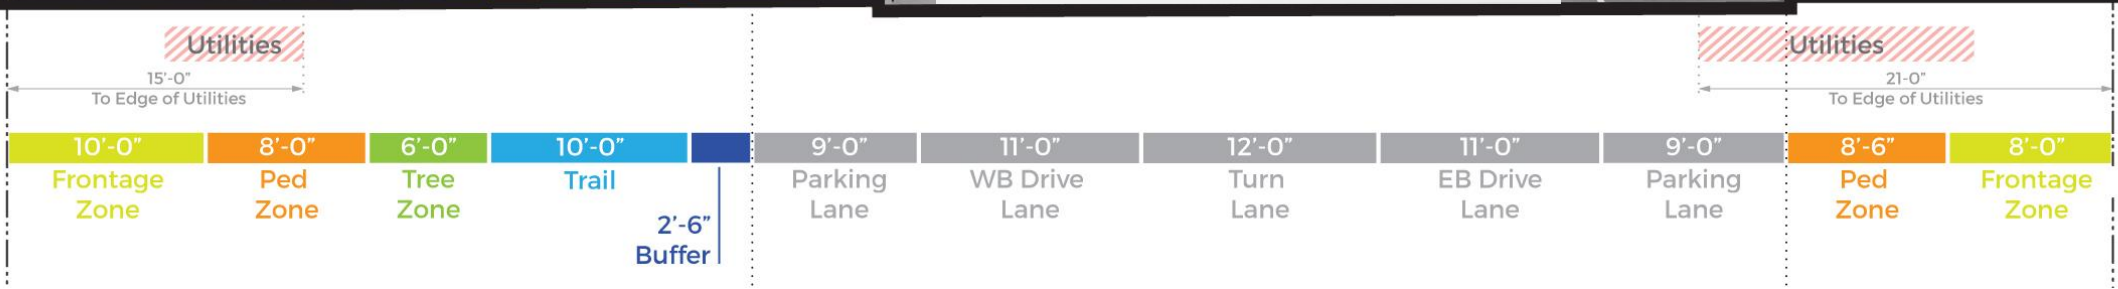 Utilities
Utilities
15'-0"
To Edge of Utilities
21-0"
To Edge of Utilities
10'-0"
8'-0"
6'-0"
10'-0"
9'-0"
11'-0"
12'-0"
11'-0"
9'-0"
8'-6"
8'-0"
Frontage
Zone
Ped
Zone
Tree
Zone
Trail
2'-6"
Buffer
Parking
Lane
WB Drive
Lane
Turn
Lane
EB Drive
Lane
Parking
Lane
Ped
Zone
Frontage
Zone